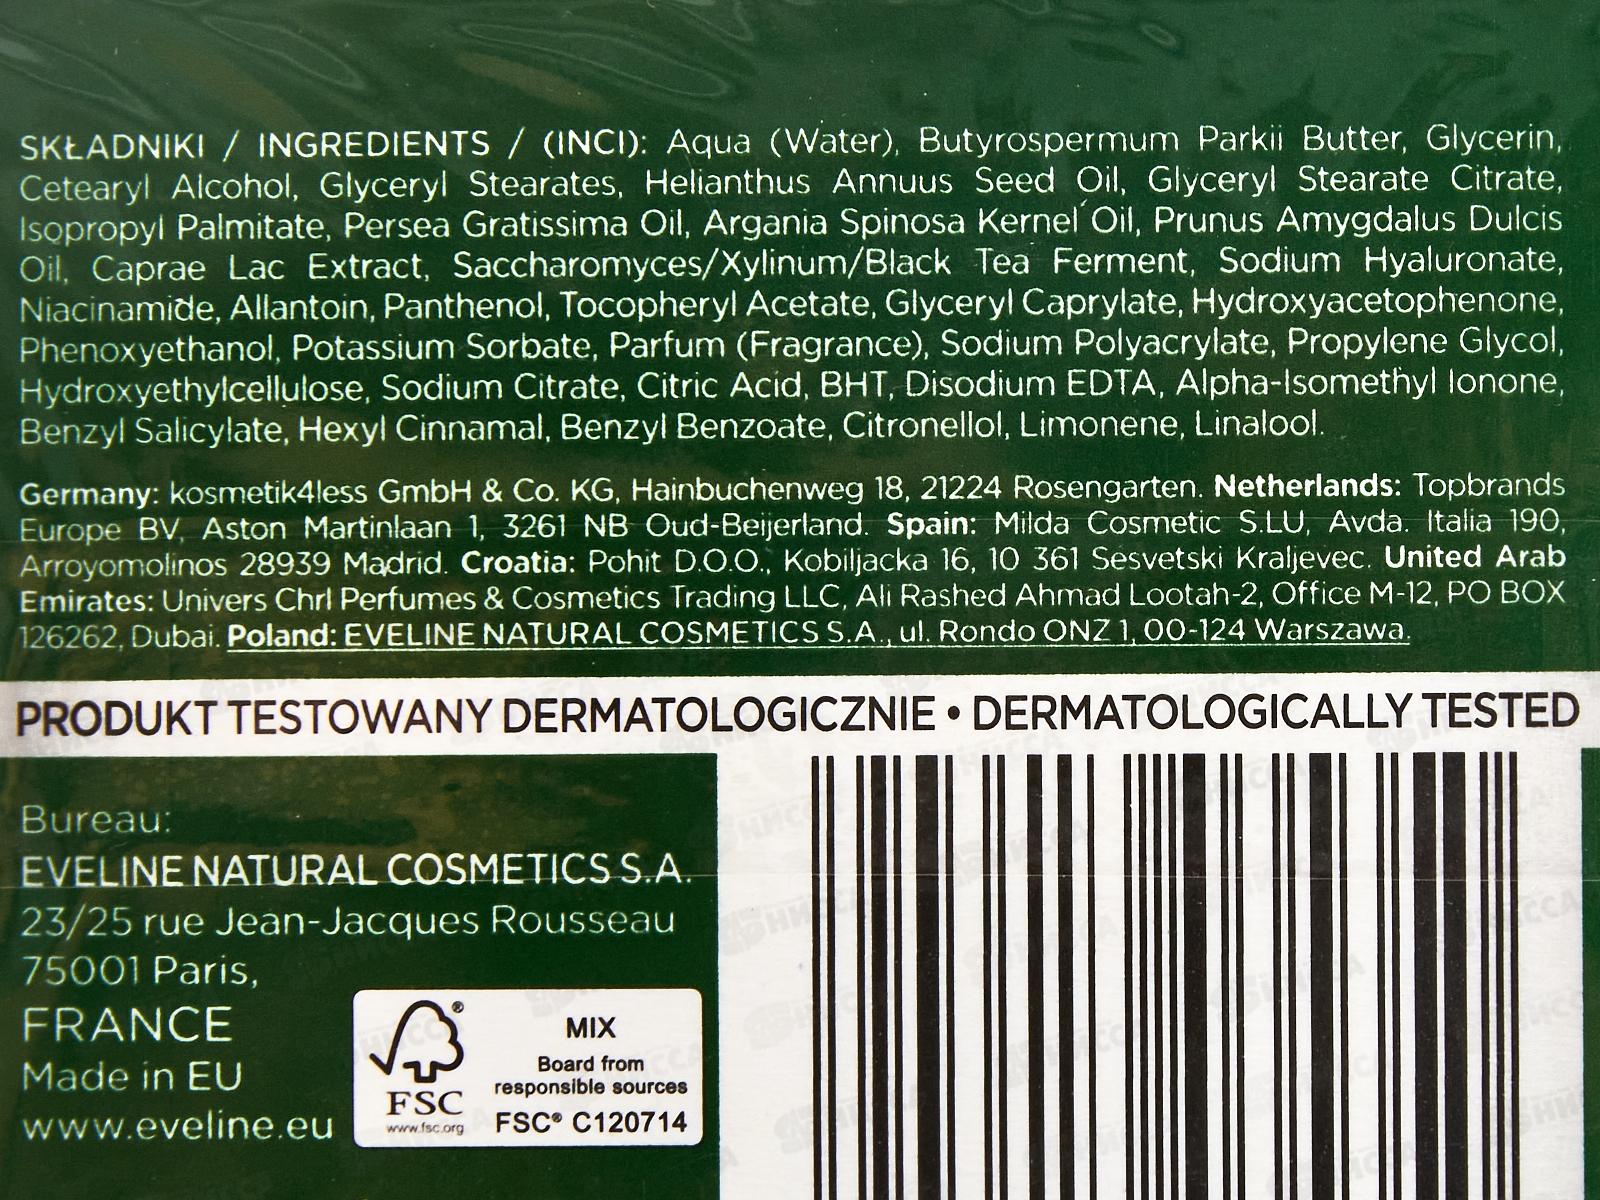 SKŁADNIKI / INGREDIENTS / (INCI): Aqua (Water), Butyrospermum Parkii Butter, Glycerin,
Cetearyl Alcohol, Glyceryl Stearates, Helianthus Annuus Seed Oil, Glyceryl Stearate Citrate,
Isopropyl Palmitate, Persea Gratissima Oil, Argania Spinosa Kernel Oil, Prunus Amygdalus Dulcis
Oil, Caprae Lac Extract, Saccharomyces/Xylinum/Black Tea Ferment, Sodium Hyaluronate,
Niacinamide, Allantoin, Panthenol, Tocopheryl Acetate, Glyceryl Caprylate, Hydroxyacetophenone,
Phenoxyethanol, Potassium Sorbate, Parfum (Fragrance), Sodium Polyacrylate, Propylene Glycol,
Hydroxyethylcellulose, Sodium Citrate, Citric Acid, BHT, Disodium EDTA, Alpha-Isomethyl Ionone,
Benzyl Salicylate, Hexyl Cinnamal, Benzyl Benzoate, Citronellol, Limonene, Linalool.
Germany: kosmetik4less GmbH & Co. KG, Hainbuchenweg 18, 21224 Rosengarten. Netherlands: Topbrands
Europe BV, Aston Martinlaan 1, 3261 NB Oud-Beijerland. Spain: Milda Cosmetic S.LU, Avda. Italia 190,
Arroyomolinos 28939 Madrid. Croatia: Pohit D.O.O., Kobiljacka 16, 10 361 Sesvetski Kraljevec. United Arab
Emirates: Univers Chrl Perfumes & Cosmetics Trading LLC, Ali Rashed Ahmad Lootah-2, Office M-12, PO BOX
126262, Dubai. Poland: EVELINE NATURAL COSMETICS S.A., ul. Rondo ONZ 1, 00-124 Warszawa.
PRODUKT TESTOWANY DERMATOLOGICZNIE • DERMATOLOGICALLY TESTED
Bureau:
EVELINE NATURAL COSMETICS S.A.
23/25 rue Jean-Jacques Rousseau
75001 Paris,
FRANCE
Made in EU
www.eveline.eu
FSC
www.fsc.org
MIX
Board from
responsible sources
FSC® C120714